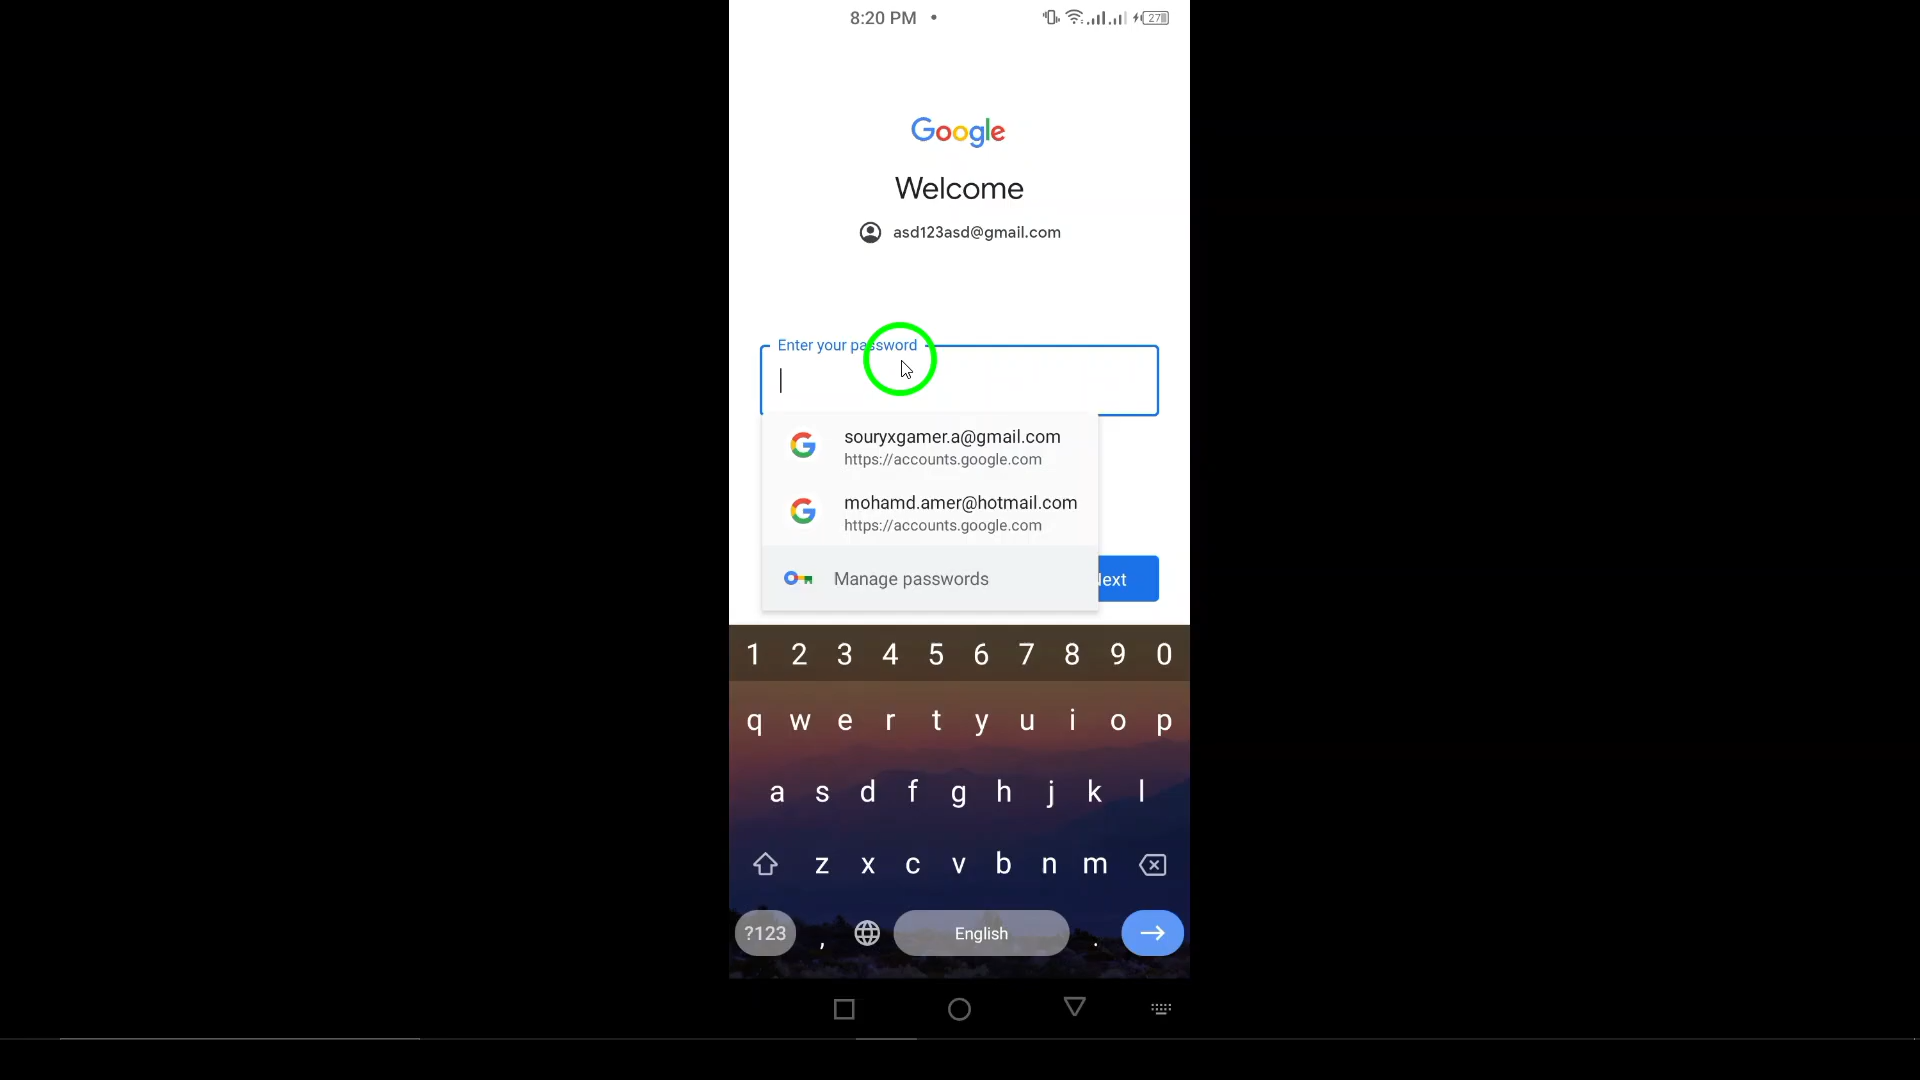 8:20 PM •
27
Google
Welcome
asd123asd@gmail.com
Enter your password
souryxgamer.a@gmail.com
https://accounts.google.com
mohamd.amer@hotmail.com
https://accounts.google.com
Manage passwords
Next
1 2 3 4 5 6 7 8 9 0
q w e r t y u i o p
a s d f g h j k l
z x c v b n m
?123 , English .